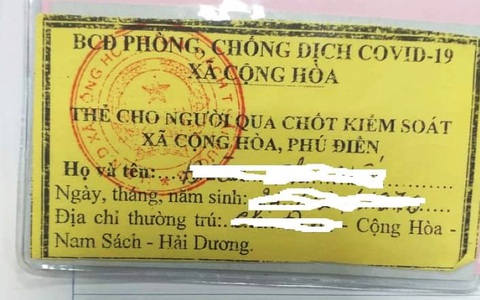 BCĐ PHÒNG, CHỐNG DỊCH COVID-19
XÃ CỘNG HÒA
THẺ CHO NGƯỜI QUA CHỐT KIỂM SOÁT
XÃ CỘNG HÒA, PHÚ ĐIỀN
Họ và tên:
Ngày, tháng, năm sinh:
Địa chỉ thường trú: - Cộng Hòa -
Nam Sách - Hải Dương.